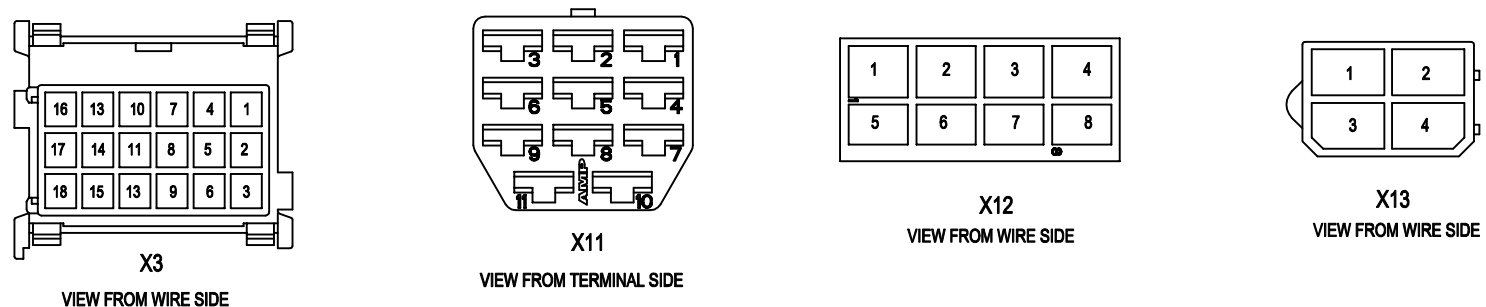 16 13 10 7 4 1
17 14 11 8 5 2
18 15 13 9 6 3
X3
VIEW FROM WIRE SIDE
3 2 1
6 5 4
9 8 7
AMP
11 10
X11
VIEW FROM TERMINAL SIDE
1 2 3 4
5 6 7 8
X12
VIEW FROM WIRE SIDE
1 2
3 4
X13
VIEW FROM WIRE SIDE